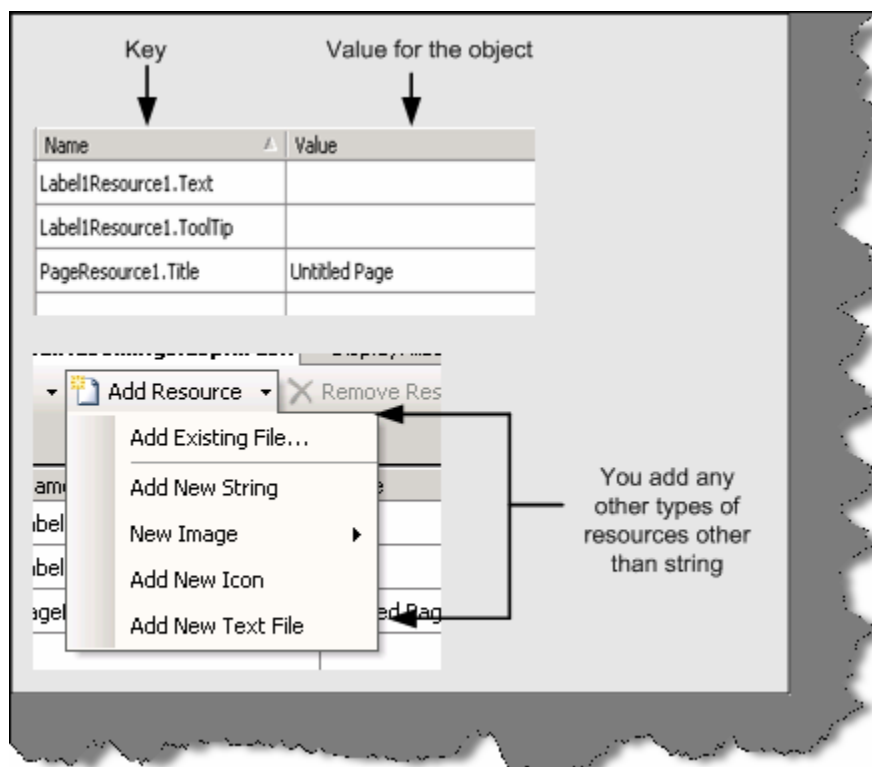 Key
Value for the object
Name
Value
Label1Resource1.Text
Label1Resource1.ToolTip
PageResource1.Title
Untitled Page
Add Resource
Remove Res
Add Existing File...
Add New String
New Image
Add New Icon
Add New Text File
You add any
other types of
resources other
than string